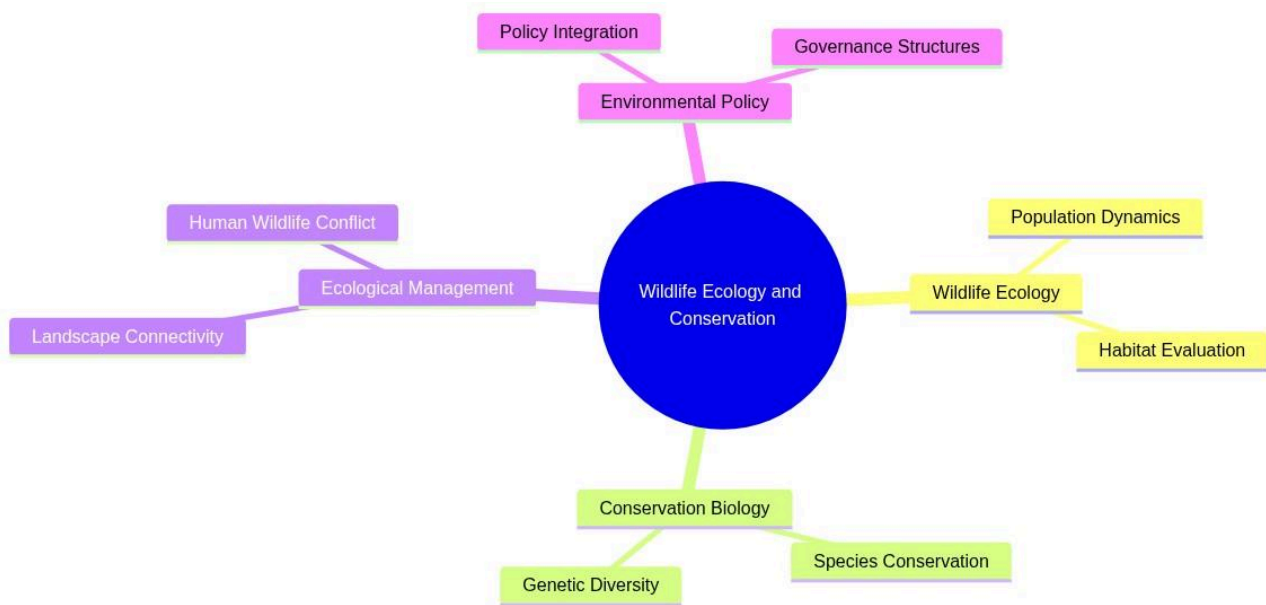 Policy Integration
Governance Structures
Environmental Policy
Human Wildlife Conflict
Population Dynamics
Ecological Management
Wildlife Ecology and
Conservation
Wildlife Ecology
Landscape Connectivity
Habitat Evaluation
Conservation Biology
Species Conservation
Genetic Diversity